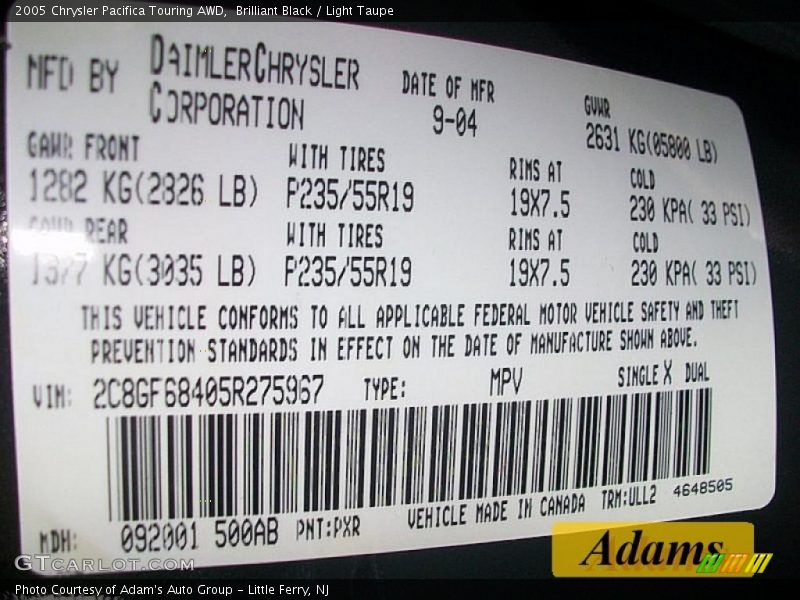 2005 Chrysler Pacifica Touring AWD,  Brilliant Black / Light Taupe
MFD BY DAIMLERCHRYSLER CORPORATION DATE OF MFR 9-04 GVWR 2631 KG(05800 LB)
GAWR FRONT WITH TIRES RIMS AT COLD
1282 KG(2826 LB) P235/55R19 19X7.5 230 KPA( 33 PSI)
GAWR REAR WITH TIRES RIMS AT COLD
1377 KG(3035 LB) P235/55R19 19X7.5 230 KPA( 33 PSI)
THIS VEHICLE CONFORMS TO ALL APPLICABLE FEDERAL MOTOR VEHICLE SAFETY AND THEFT
PREVENTION STANDARDS IN EFFECT ON THE DATE OF MANUFACTURE SHOWN ABOVE.
VIN: 2C8GF68405R275967 TYPE: MPV SINGLE X DUAL
MDH: 092001 500AB PNT:PXR VEHICLE MADE IN CANADA TRM:ULL2 4648505
Adams
GTcarlot.com
Photo Courtesy of Adam's Auto Group - Little Ferry, NJ